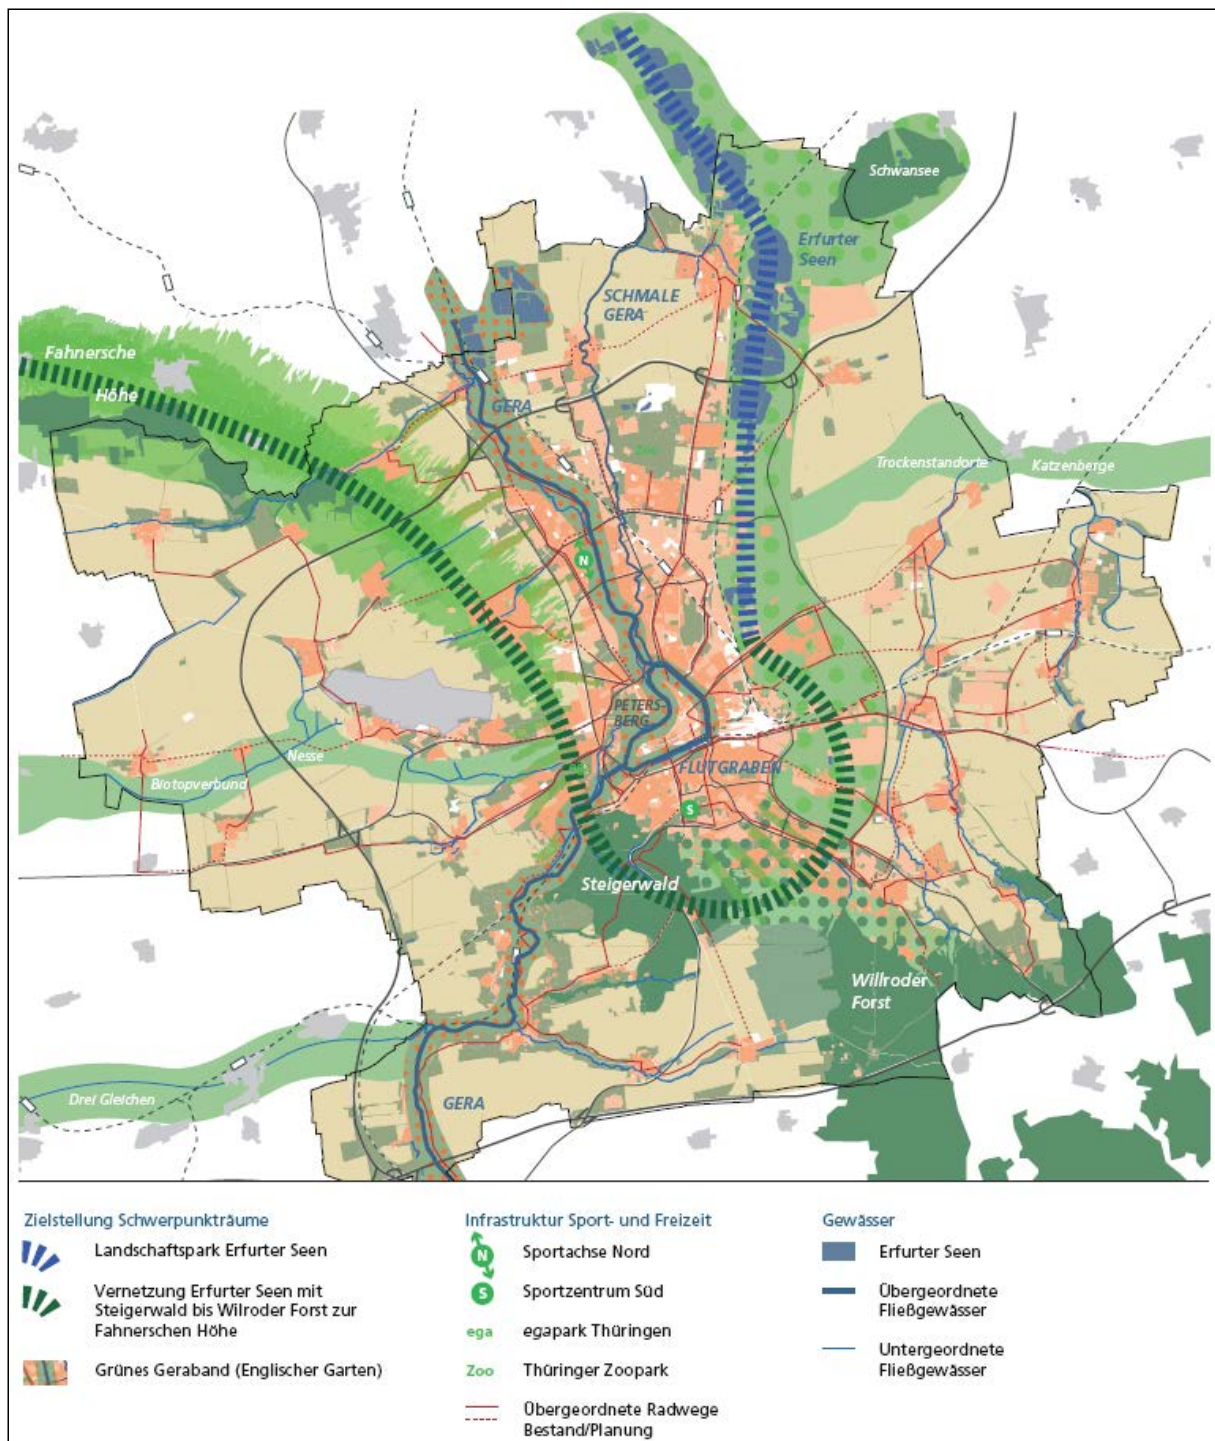 Schwansee
Erfurter
Seen
SCHMALE
GERA
Fahnersche
Höhe
GERA
Zoo
Trockenstandorte
Katzenberge
N
PETERS-
BERG
Nesse
Biotopverbund
FLUTGRABEN
ega
S
Steigerwald
Willroder
Forst
Drei Gleichen
GERA
Zielstellung Schwerpunkträume
Landschaftspark Erfurter Seen
Vernetzung Erfurter Seen mit
Steigerwald bis Wilroder Forst zur
Fahnerschen Höhe
Grünes Geraband (Englischer Garten)
Infrastruktur Sport- und Freizeit
N Sportachse Nord
S Sportzentrum Süd
ega egapark Thüringen
Zoo Thüringer Zoopark
Übergeordnete Radwege
Bestand/Planung
Gewässer
Erfurter Seen
Übergeordnete
Fließgewässer
Untergeordnete
Fließgewässer